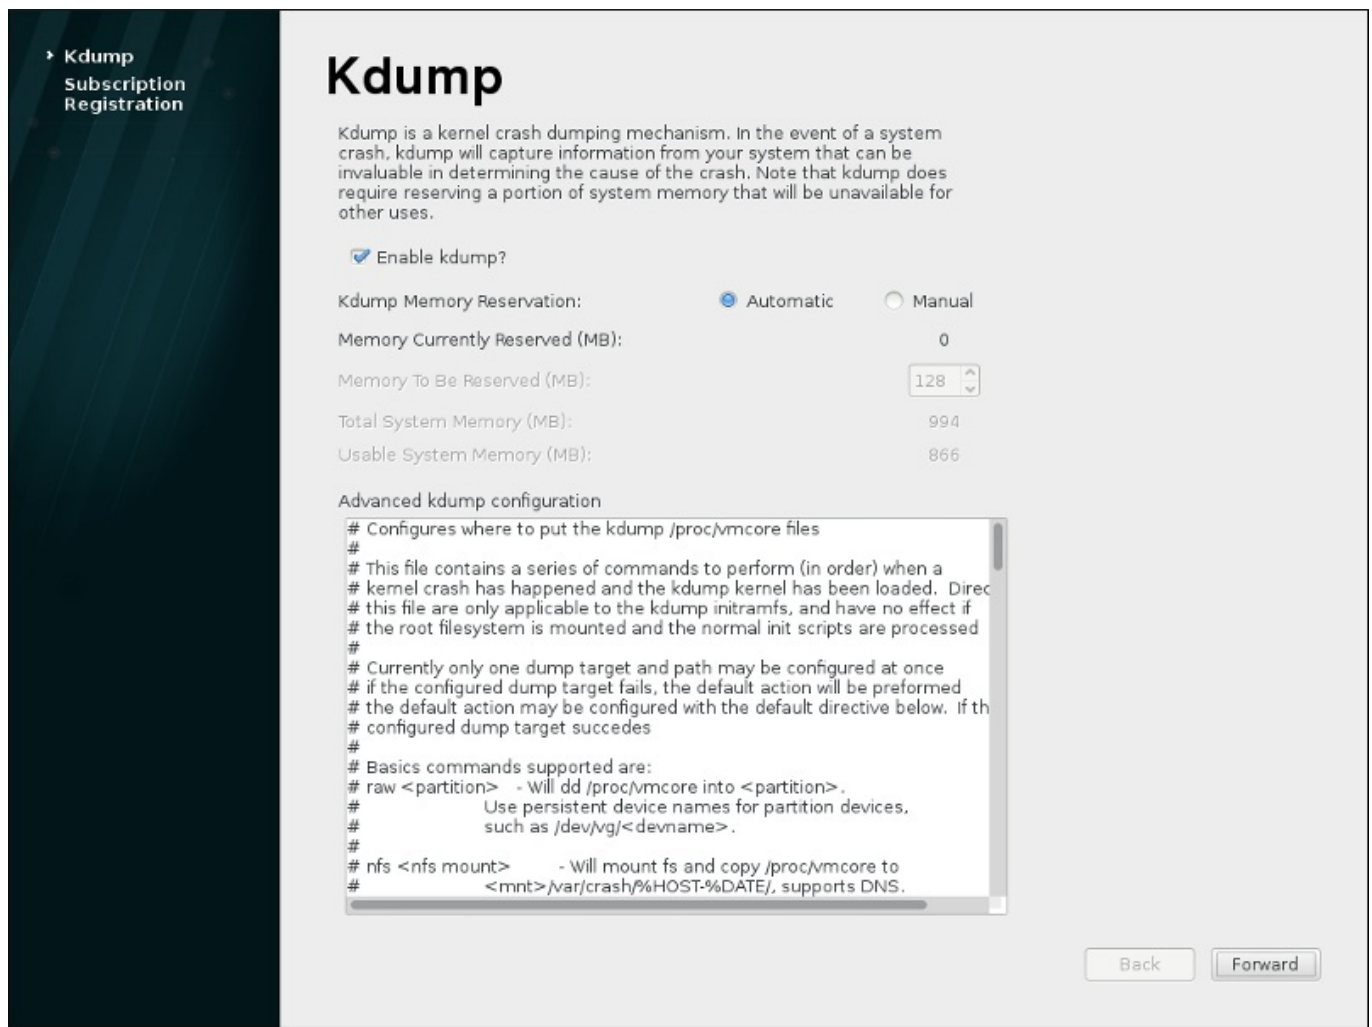 Kdump
Subscription
Registration
Kdump
Kdump is a kernel crash dumping mechanism. In the event of a system
crash, kdump will capture information from your system that can be
invaluable in determining the cause of the crash. Note that kdump does
require reserving a portion of system memory that will be unavailable for
other uses.
Enable kdump?
Kdump Memory Reservation: Automatic Manual
Memory Currently Reserved (MB): 0
Memory To Be Reserved (MB): 128
Total System Memory (MB): 994
Usable System Memory (MB): 866
Advanced kdump configuration
# Configures where to put the kdump /proc/vmcore files
#
# This file contains a series of commands to perform (in order) when a
# kernel crash has happened and the kdump kernel has been loaded.  Direc
# this file are only applicable to the kdump initramfs, and have no effect if
# the root filesystem is mounted and the normal init scripts are processed
#
# Currently only one dump target and path may be configured at once
# if the configured dump target fails, the default action will be preformed
# the default action may be configured with the default directive below.  If th
# configured dump target succedes
#
# Basics commands supported are:
# raw <partition>   - Will dd /proc/vmcore into <partition>.
#                 Use persistent device names for partition devices,
#                 such as /dev/vg/<devname>.
#
# nfs <nfs mount>       - Will mount fs and copy /proc/vmcore to
#                 <mnt>/var/crash/%HOST-%DATE/, supports DNS.
Back Forward